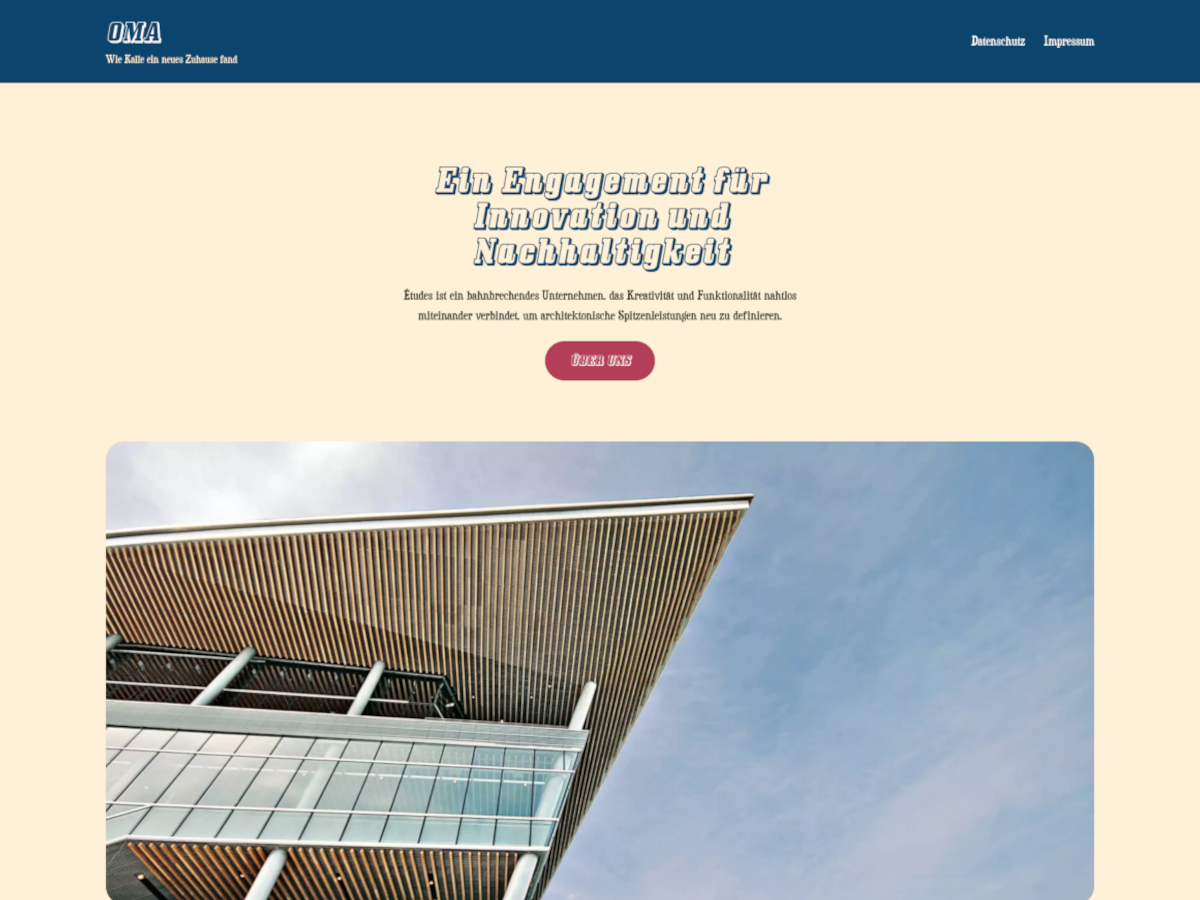 OMA
Wie Kalle ein neues Zuhause fand
Datenschutz
Impressum
Ein Engagement für
Innovation und
Nachhaltigkeit
Études ist ein bahnbrechendes Unternehmen, das Kreativität und Funktionalität nahtlos
miteinander verbindet, um architektonische Spitzenleistungen neu zu definieren.
ÜBER UNS